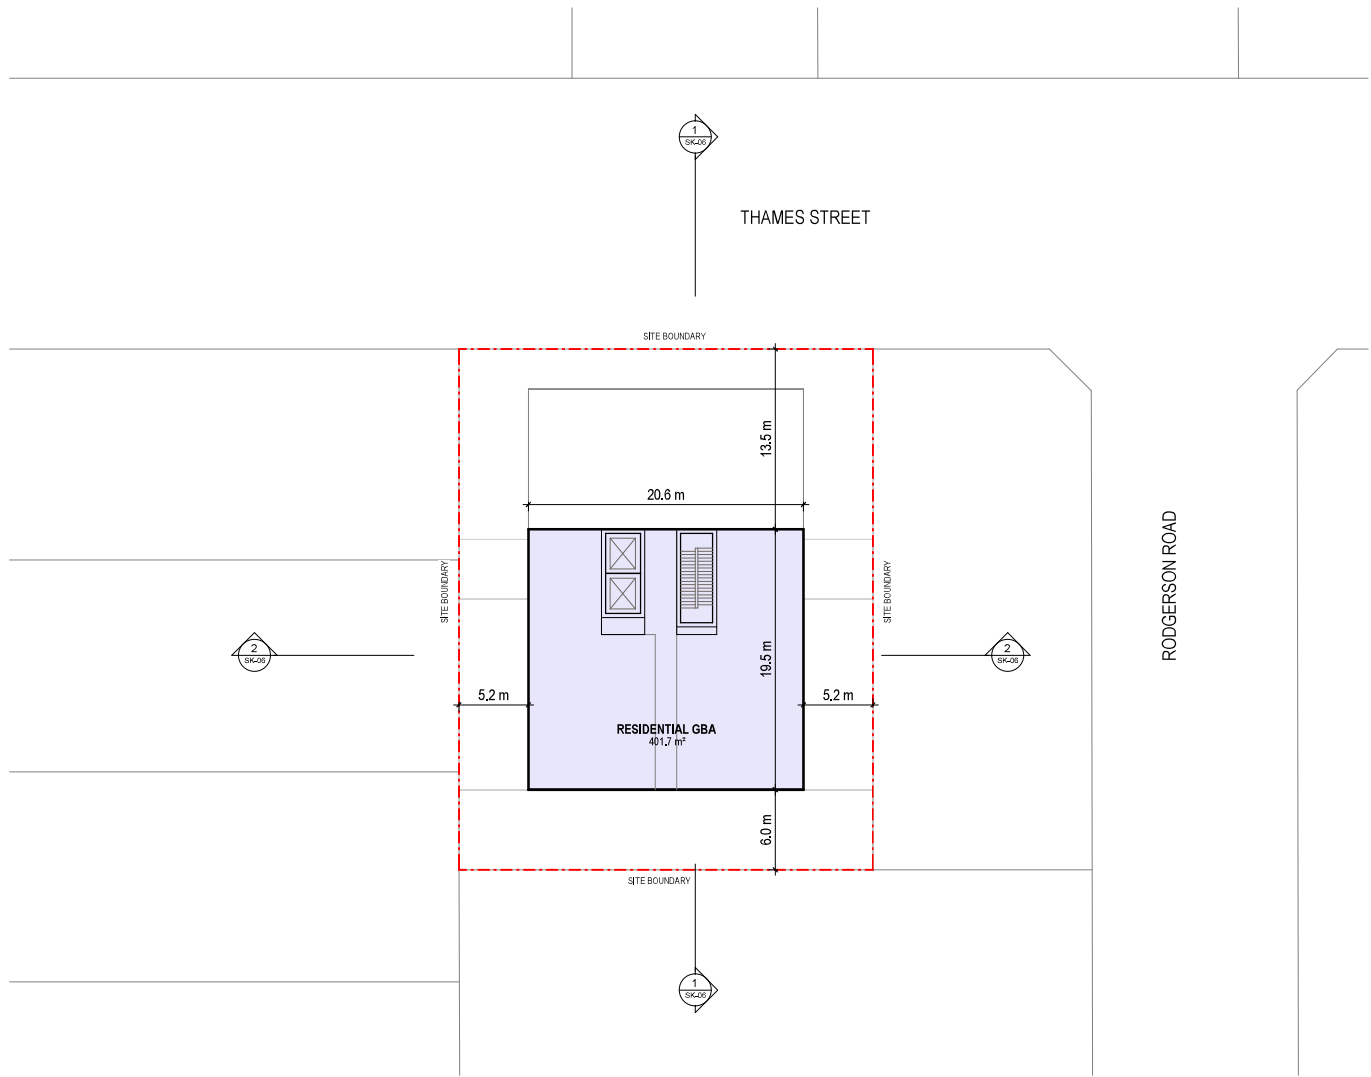 1
SK-06
THAMES STREET
SITE BOUNDARY
13.5 m
20.6 m
RODGERSON ROAD
SITE BOUNDARY
SITE BOUNDARY
2
SK-06
2
SK-06
19.5 m
5.2 m
5.2 m
RESIDENTIAL GBA
401.7 m²
6.0 m
SITE BOUNDARY
1
SK-06